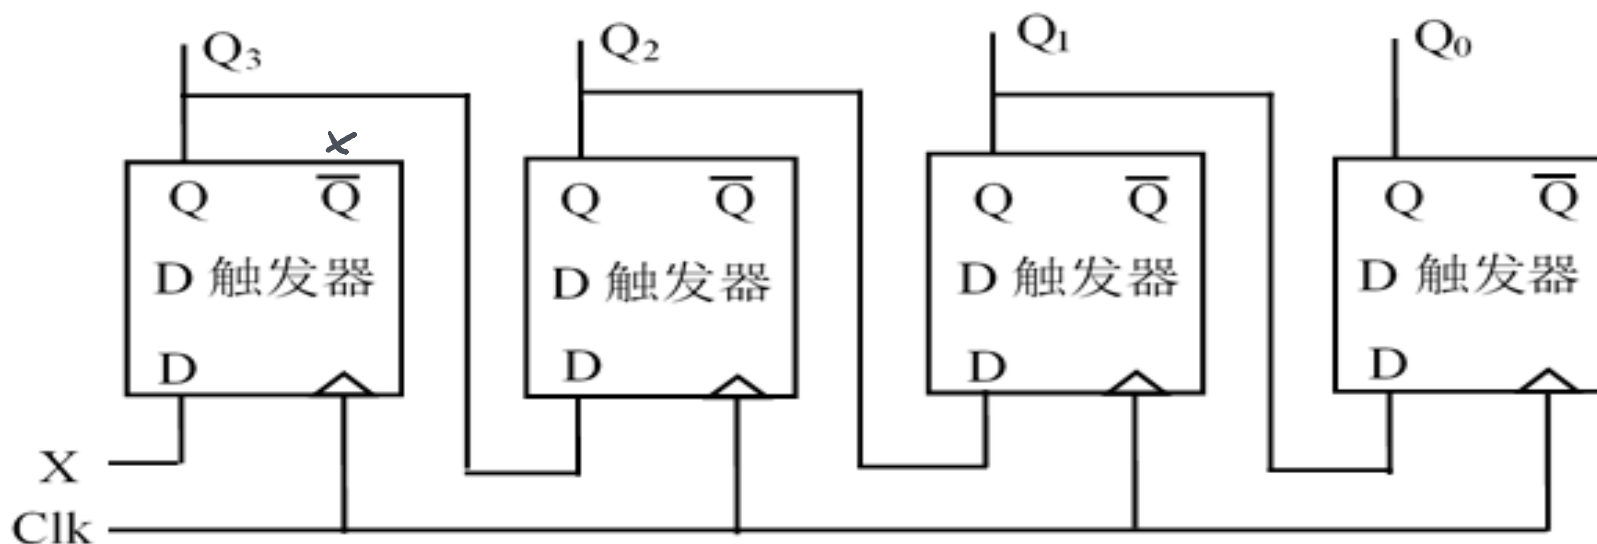 Q3 Q2 Q1 Q0
×
Q Q̅ Q Q̅ Q Q̅ Q Q̅
D 触发器 D 触发器 D 触发器 D 触发器
D D D D
X
Clk